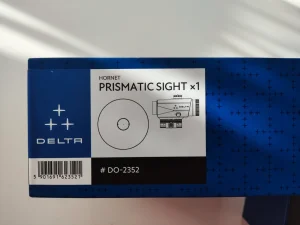 HORNET
PRISMATIC SIGHT ×1
DELTA
# DO-2352